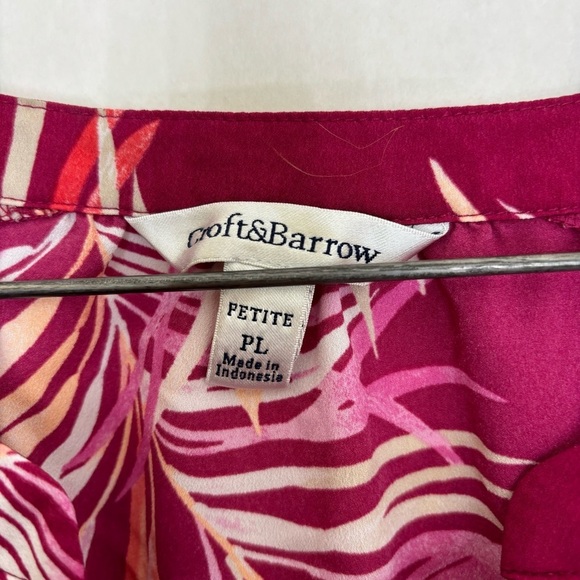 Croft&Barrow
PETITE
PL
Made in
Indonesia